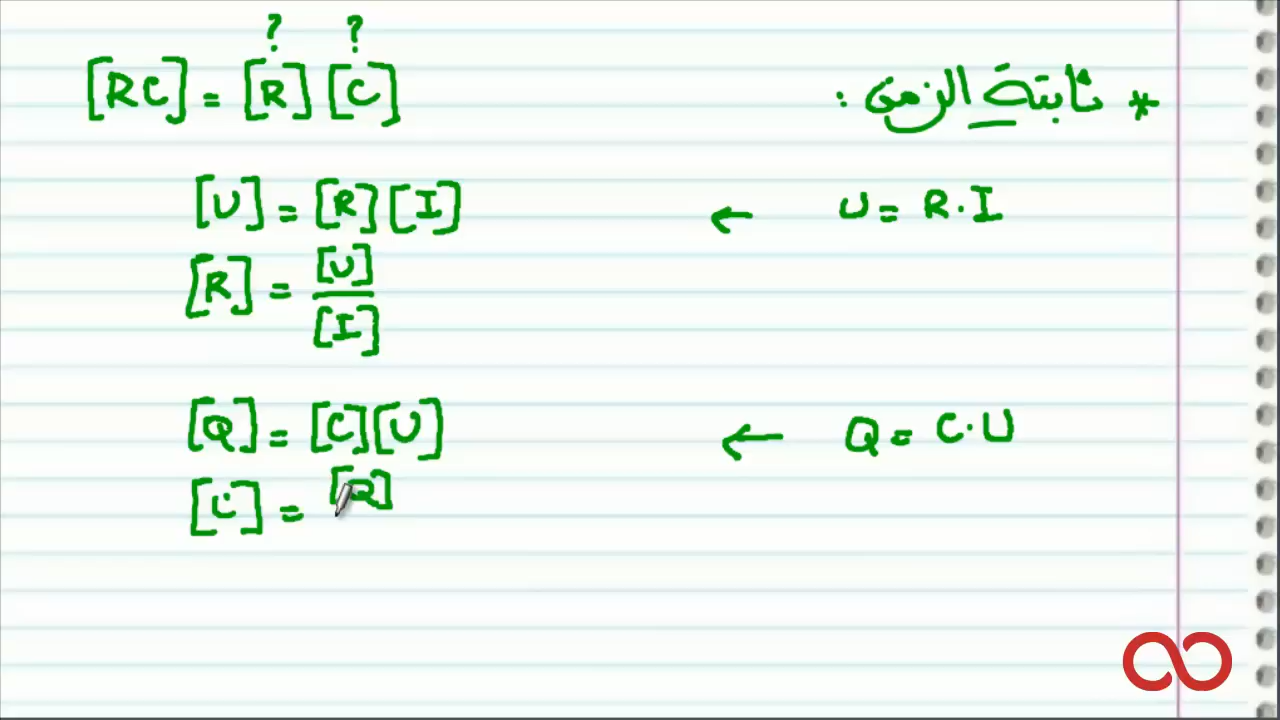 * ثابتة الزمن :
? ?
[RC] = [R] [C]
U = R.I ← [U] = [R] [I]
[R] = [U] / [I]
Q = C.U ← [Q] = [C] [U]
[C] = [Q]